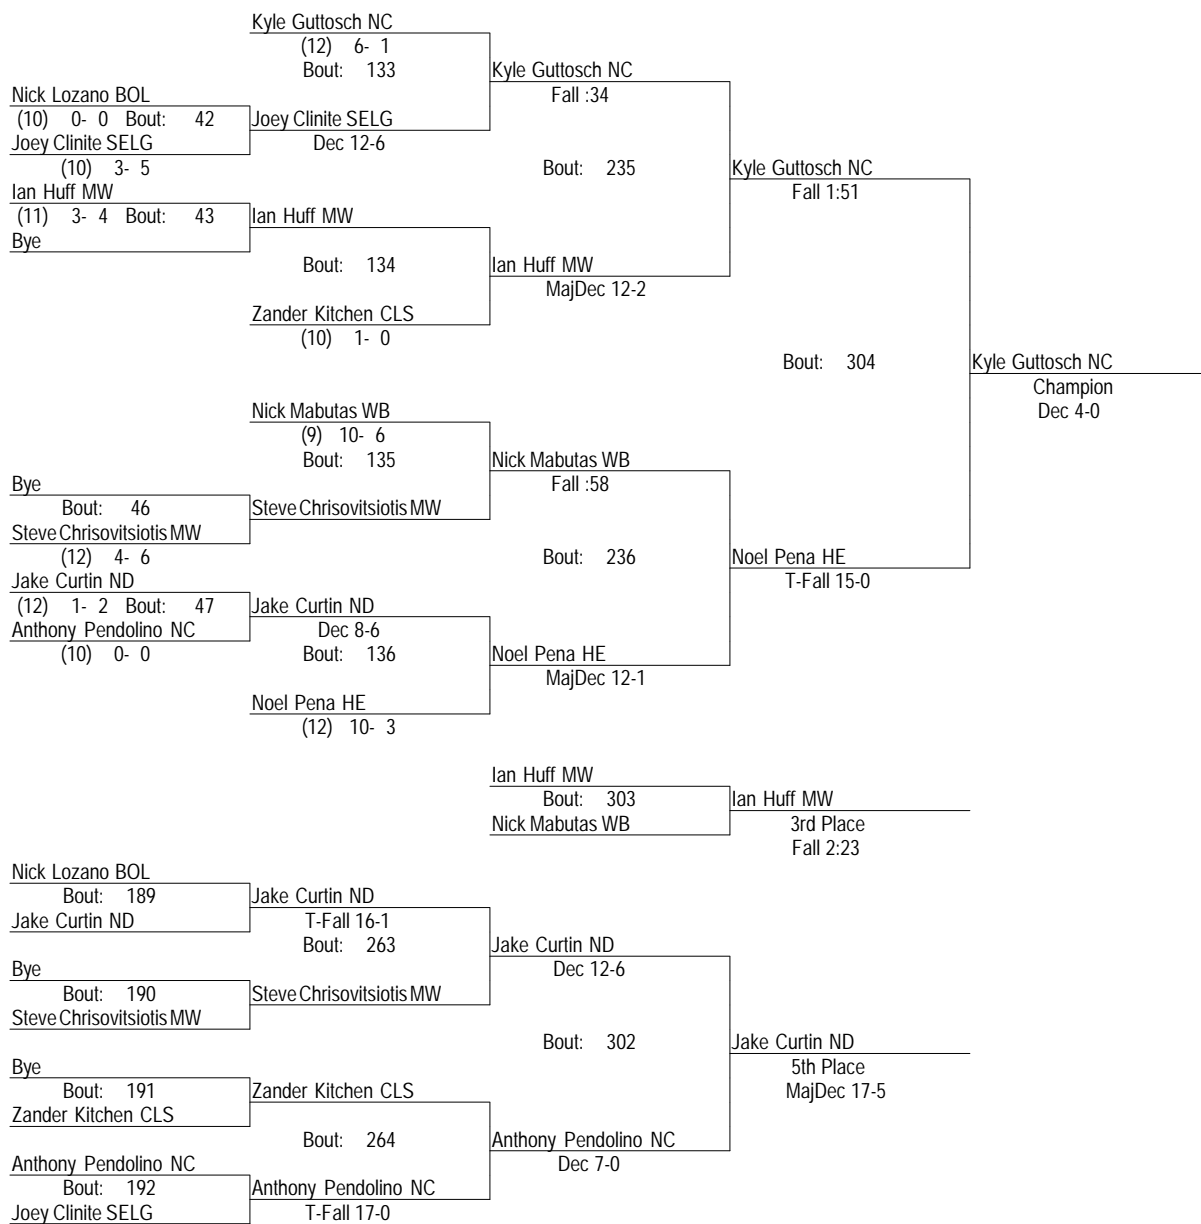 Kyle Guttosch NC
(12) 6- 1
Bout: 133
Kyle Guttosch NC
Nick Lozano BOL
Fall :34
(10) 0- 0 Bout: 42
Joey Clinite SELG
Joey Clinite SELG
Dec 12-6
(10) 3- 5
Bout: 235
Kyle Guttosch NC
Ian Huff MW
Fall 1:51
(11) 3- 4 Bout: 43
Ian Huff MW
Bye
Bout: 134
Ian Huff MW
MajDec 12-2
Zander Kitchen CLS
(10) 1- 0
Bout: 304
Kyle Guttosch NC
Champion
Dec 4-0
Nick Mabutas WB
(9) 10- 6
Bout: 135
Nick Mabutas WB
Bye
Fall :58
Bout: 46
Steve Chrisovitsiotis MW
Steve Chrisovitsiotis MW
(12) 4- 6
Bout: 236
Noel Pena HE
Jake Curtin ND
T-Fall 15-0
(12) 1- 2 Bout: 47
Jake Curtin ND
Anthony Pendolino NC
Dec 8-6
(10) 0- 0
Bout: 136
Noel Pena HE
MajDec 12-1
Noel Pena HE
(12) 10- 3
Ian Huff MW
Bout: 303
Ian Huff MW
Nick Mabutas WB
3rd Place
Fall 2:23
Nick Lozano BOL
Bout: 189
Jake Curtin ND
Jake Curtin ND
T-Fall 16-1
Bout: 263
Jake Curtin ND
Bye
Dec 12-6
Bout: 190
Steve Chrisovitsiotis MW
Steve Chrisovitsiotis MW
Bout: 302
Jake Curtin ND
Bye
5th Place
Bout: 191
Zander Kitchen CLS
MajDec 17-5
Zander Kitchen CLS
Bout: 264
Anthony Pendolino NC
Anthony Pendolino NC
Dec 7-0
Bout: 192
Anthony Pendolino NC
Joey Clinite SELG
T-Fall 17-0